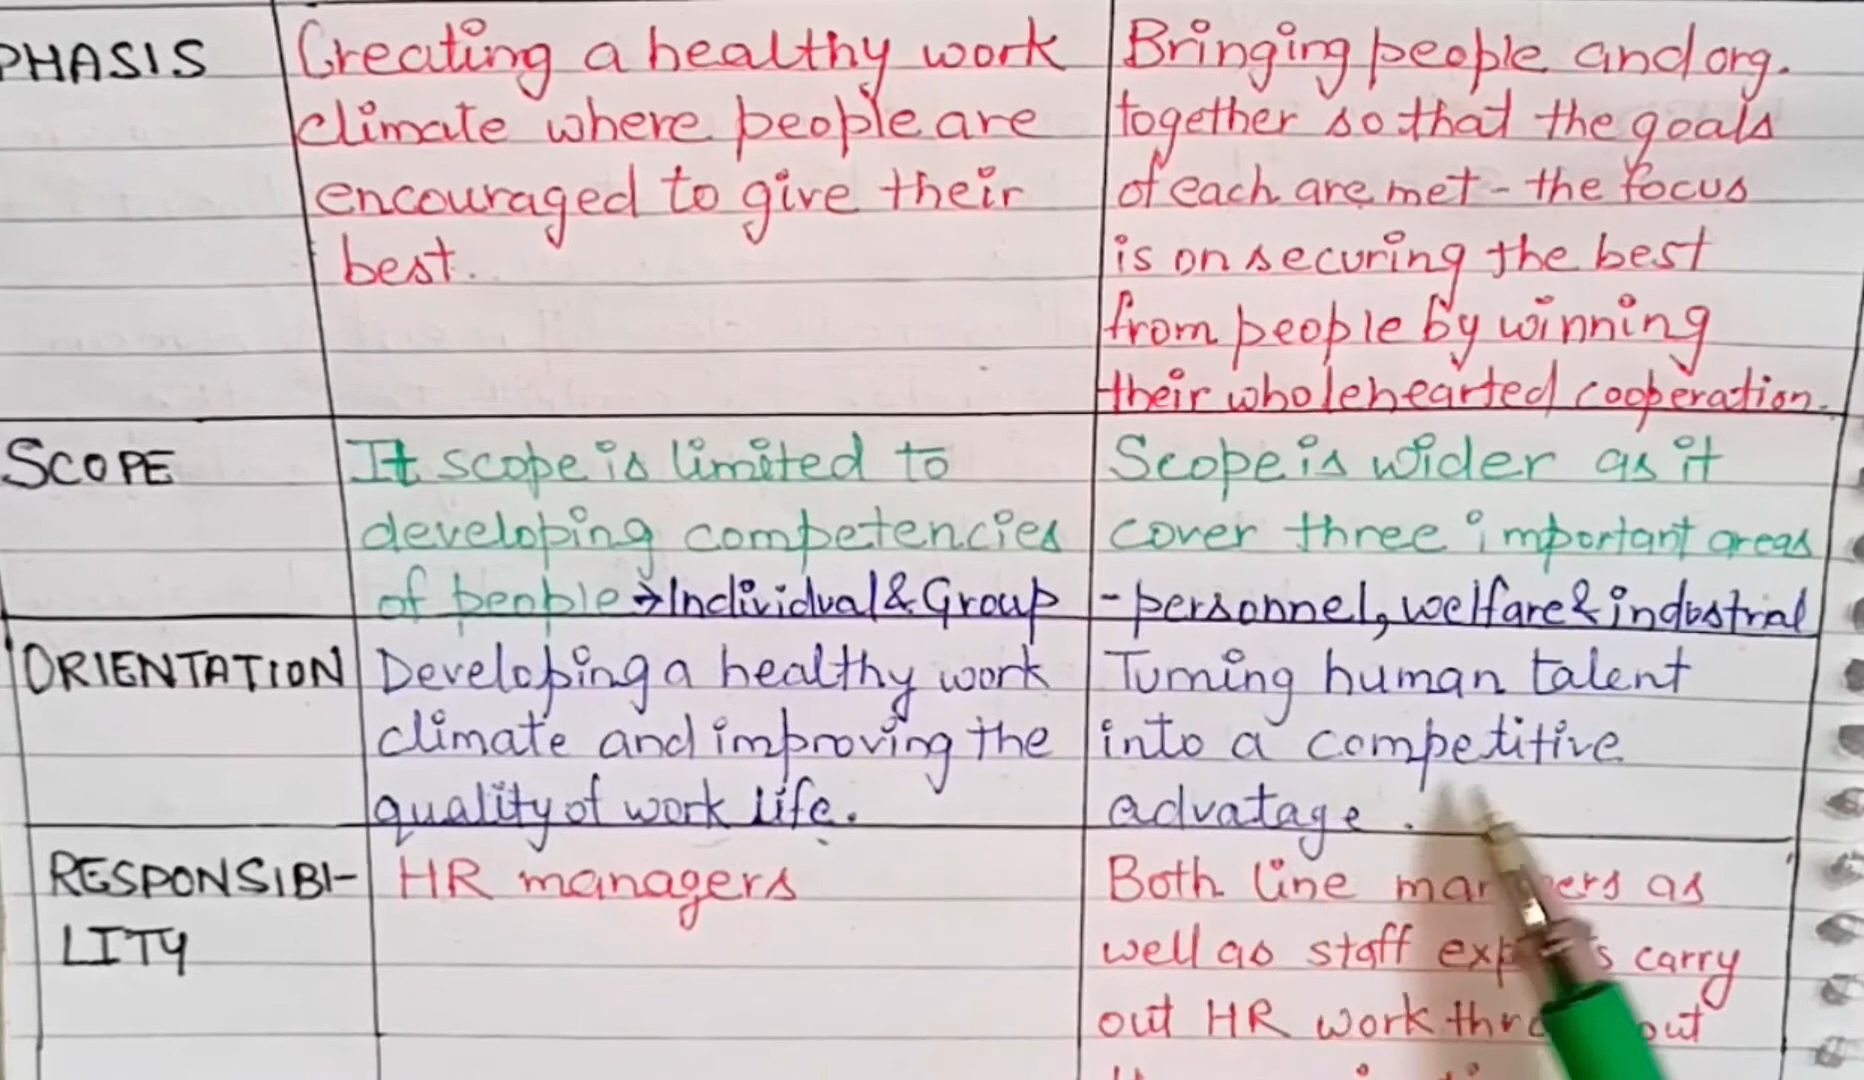 PHASIS
Creating a healthy work
climate where people are
encouraged to give their
best.
Bringing people and org.
together so that the goals
of each are met - the focus
is on securing the best
from people by winning
their wholehearted cooperation.
SCOPE
It scope is limited to
developing competencies
of people → Individual & Group
Scope is wider as it
cover three important areas
- personnel, welfare & industrial
ORIENTATION
Developing a healthy work
climate and improving the
quality of work life.
Turning human talent
into a competitive
advatage.
RESPONSIBI-
LITY
HR managers
Both line as
well as staff carry
out HR work